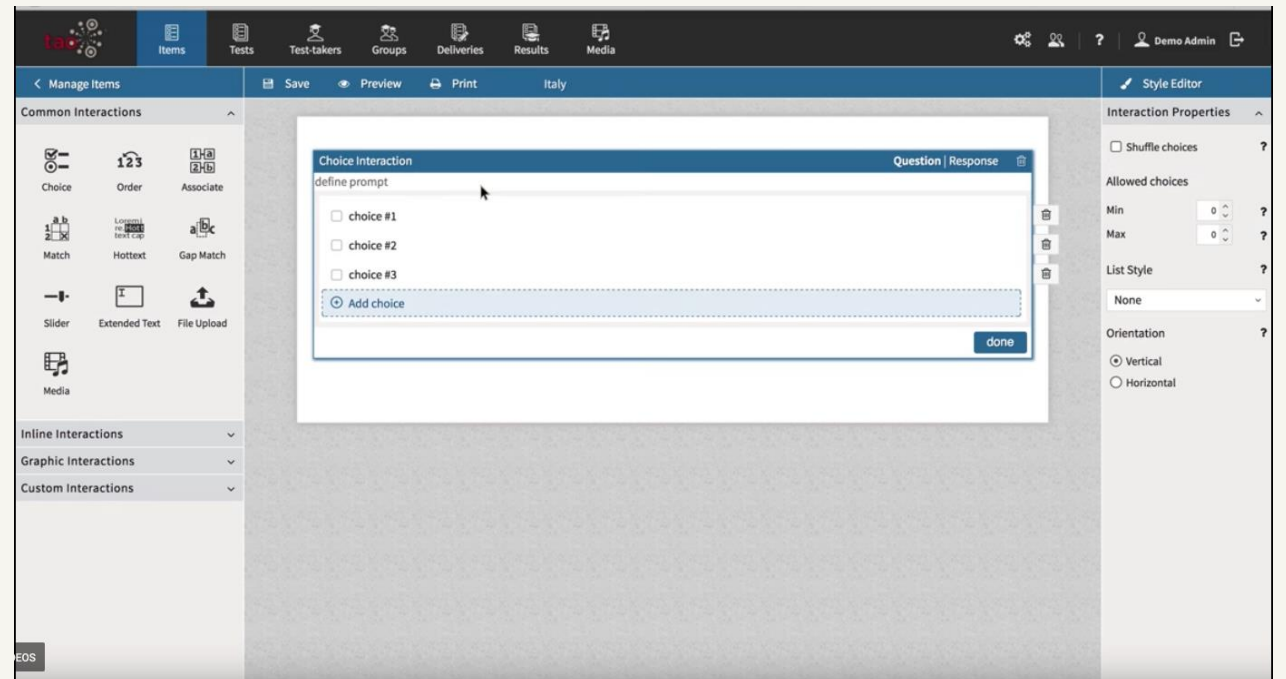 tao
Items
Tests
Test-takers
Groups
Deliveries
Results
Media
?
Demo Admin
< Manage Items
Save
Preview
Print
Italy
Style Editor
Common Interactions
Choice
Order
Associate
Match
Hottext
Gap Match
Slider
Extended Text
File Upload
Media
Inline Interactions
Graphic Interactions
Custom Interactions
Choice Interaction
Question | Response
define prompt
choice #1
choice #2
choice #3
Add choice
done
Interaction Properties
Shuffle choices ?
Allowed choices
Min 0 ?
Max 0 ?
List Style ?
None
Orientation ?
Vertical
Horizontal
EOS